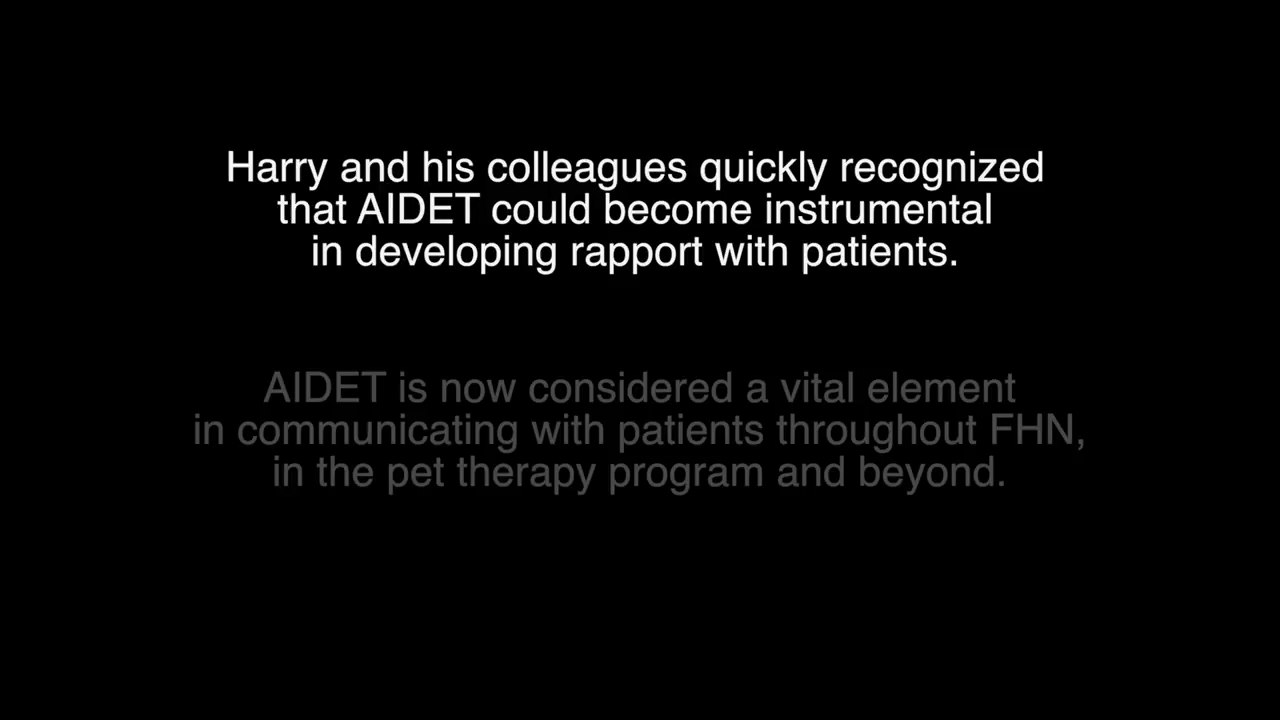 Harry and his colleagues quickly recognized
that AIDET could become instrumental
in developing rapport with patients.
AIDET is now considered a vital element
in communicating with patients throughout FHN,
in the pet therapy program and beyond.